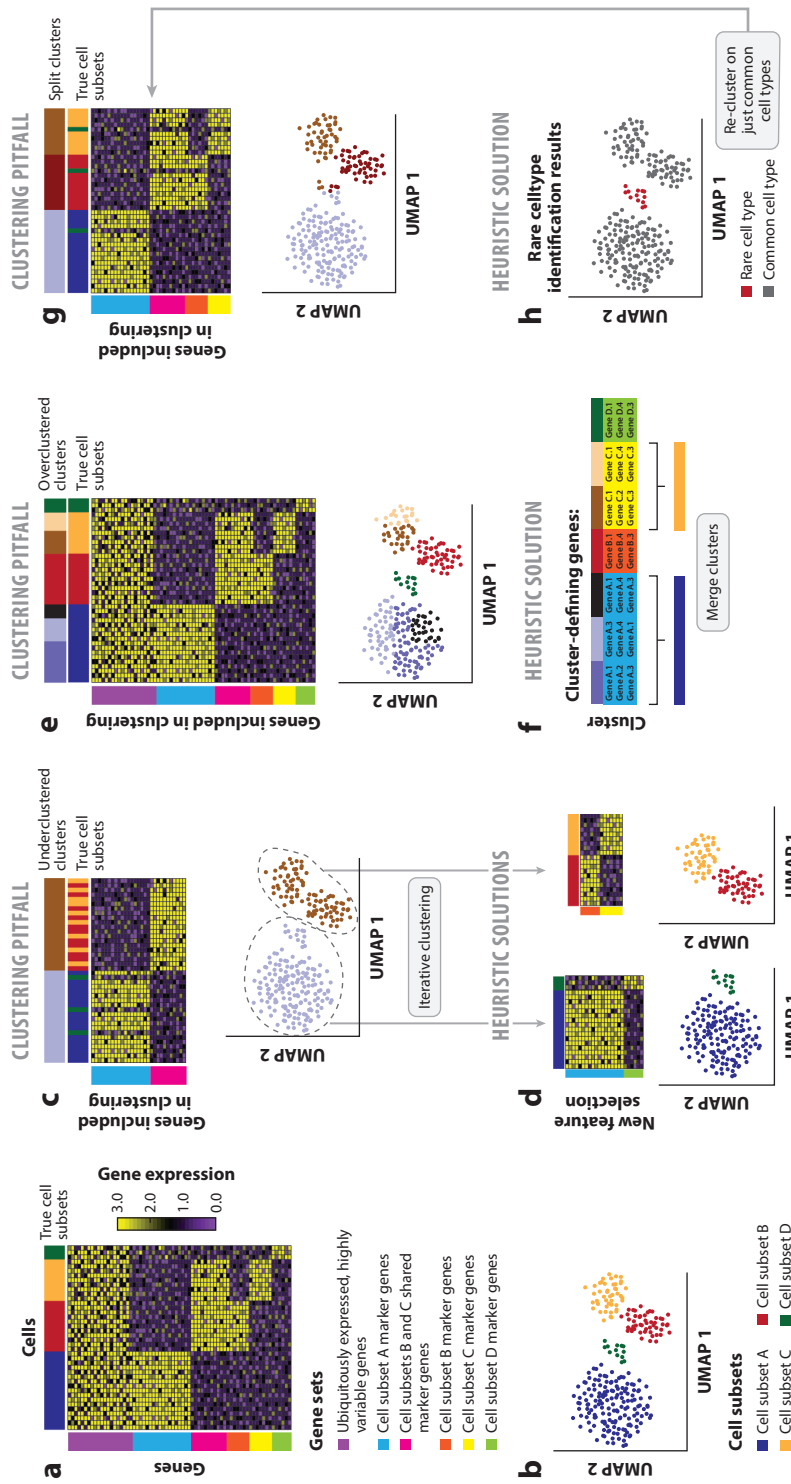 a
Cells
True cell
subsets
Genes
Gene expression
3.0
2.0
1.0
0.0
Gene sets
Ubiquitously expressed, highly
variable genes
Cell subset A marker genes
Cell subsets B and C shared
marker genes
Cell subset B marker genes
Cell subset C marker genes
Cell subset D marker genes
b
UMAP 2
UMAP 1
Cell subsets
Cell subset A
Cell subset B
Cell subset C
Cell subset D
CLUSTERING PITFALL
c
Underclustered
clusters
True cell
subsets
Genes included
in clustering
UMAP 2
UMAP 1
Iterative clustering
HEURISTIC SOLUTIONS
d
New feature
selection
UMAP 2
UMAP 1
UMAP 2
UMAP 1
CLUSTERING PITFALL
e
Overclustered
clusters
True cell
subsets
Genes included in clustering
UMAP 2
UMAP 1
HEURISTIC SOLUTION
f
Cluster-defining genes:
Cluster
Gene A.1
Gene A.3
Gene A.1
Gene B.1
Gene C.1
Gene C.1
Gene D.1
Gene A.2
Gene A.4
Gene A.4
Gene B.4
Gene C.2
Gene C.4
Gene D.4
Gene A.3
Gene A.1
Gene A.3
Gene B.3
Gene C.3
Gene C.3
Gene D.3
Merge clusters
CLUSTERING PITFALL
g
Split clusters
True cell
subsets
Genes included
in clustering
UMAP 2
UMAP 1
HEURISTIC SOLUTION
h
Rare celltype
identification results
UMAP 2
UMAP 1
Rare cell type
Common cell type
Re-cluster on
just common
cell types